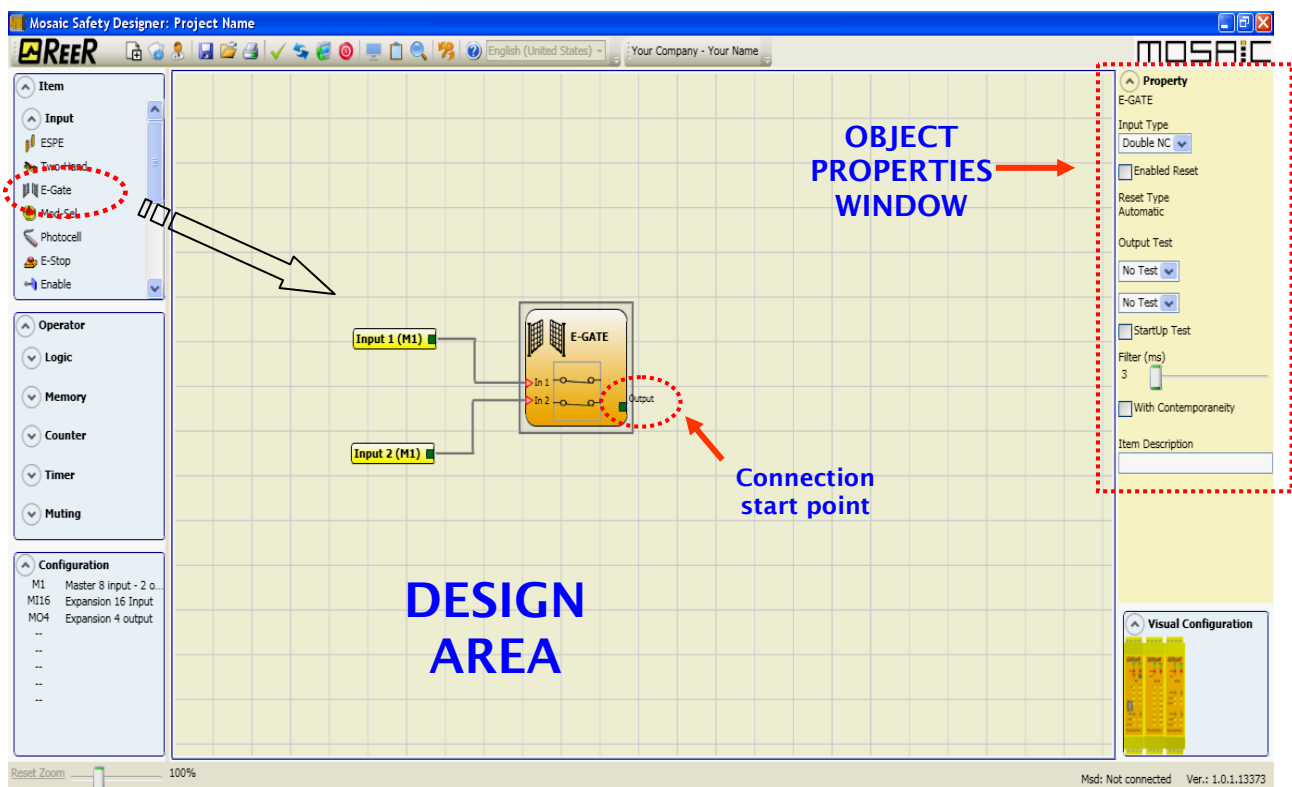 Mosaic Safety Designer: Project Name
ReeR
English (United States)
Your Company - Your Name
MOSAIC
Item
Input
ESPE
Two-Hand
E-Gate
Mod-Sel
Photocell
E-Stop
Enable
Operator
Logic
Memory
Counter
Timer
Muting
Configuration
M1 Master 8 input - 2 o...
MI16 Expansion 16 Input
MO4 Expansion 4 output
--
--
--
--
--
Reset Zoom
100%
OBJECT
PROPERTIES
WINDOW
Input 1 (M1)
E-GATE
In 1
In 2
Output
Input 2 (M1)
Connection
start point
DESIGN
AREA
Property
E-GATE
Input Type
Double NC
Enabled Reset
Reset Type
Automatic
Output Test
No Test
No Test
StartUp Test
Filter (ms)
3
With Contemporaneity
Item Description
Visual Configuration
Msd: Not connected Ver.: 1.0.1.13373